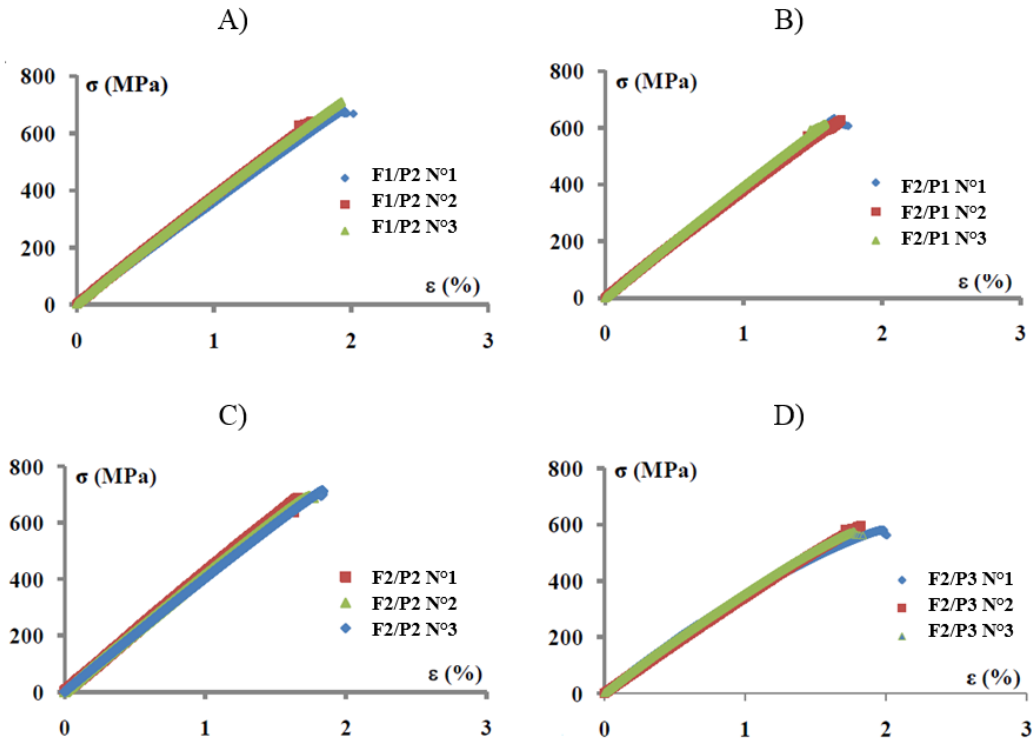 A)
σ (MPa)
800
600
400
200
0
0 1 2 3
ε (%)
F1/P2 N°1
F1/P2 N°2
F1/P2 N°3
B)
σ (MPa)
800
600
400
200
0
0 1 2 3
ε (%)
F2/P1 N°1
F2/P1 N°2
F2/P1 N°3
C)
σ (MPa)
800
600
400
200
0
0 1 2 3
ε (%)
F2/P2 N°1
F2/P2 N°2
F2/P2 N°3
D)
σ (MPa)
800
600
400
200
0
0 1 2 3
ε (%)
F2/P3 N°1
F2/P3 N°2
F2/P3 N°3